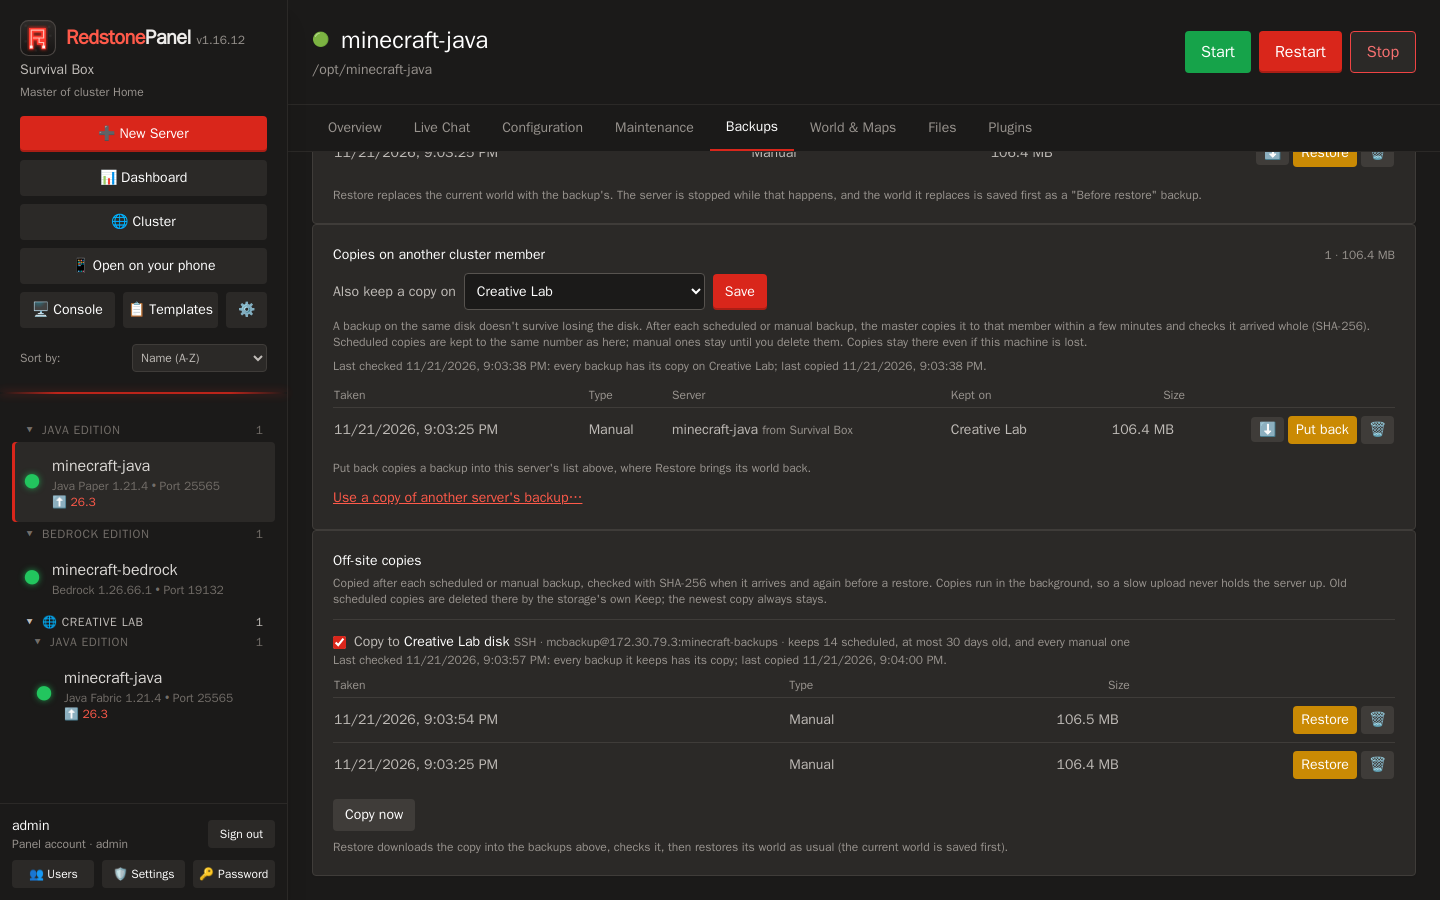 RedstonePanel v1.16.12
Survival Box
Master of cluster Home
New Server
Dashboard
Cluster
Open on your phone
Console
Templates
Sort by:
Name (A-Z)
JAVA EDITION 1
minecraft-java
Java Paper 1.21.4 • Port 25565
26.3
BEDROCK EDITION 1
minecraft-bedrock
Bedrock 1.26.66.1 • Port 19132
CREATIVE LAB 1
JAVA EDITION 1
minecraft-java
Java Fabric 1.21.4 • Port 25565
26.3
admin
Panel account · admin
Sign out
Users
Settings
Password
minecraft-java
/opt/minecraft-java
Start
Restart
Stop
Overview
Live Chat
Configuration
Maintenance
Backups
World & Maps
Files
Plugins
11/21/2026, 9:03:25 PM Manual 106.4 MB Restore
Restore replaces the current world with the backup's. The server is stopped while that happens, and the world it replaces is saved first as a "Before restore" backup.
Copies on another cluster member 1 · 106.4 MB
Also keep a copy on Creative Lab Save
A backup on the same disk doesn't survive losing the disk. After each scheduled or manual backup, the master copies it to that member within a few minutes and checks it arrived whole (SHA-256).
Scheduled copies are kept to the same number as here; manual ones stay until you delete them. Copies stay there even if this machine is lost.
Last checked 11/21/2026, 9:03:38 PM: every backup has its copy on Creative Lab; last copied 11/21/2026, 9:03:38 PM.
Taken Type Server Kept on Size
11/21/2026, 9:03:25 PM Manual minecraft-java from Survival Box Creative Lab 106.4 MB Put back
Put back copies a backup into this server's list above, where Restore brings its world back.
Use a copy of another server's backup…
Off-site copies
Copied after each scheduled or manual backup, checked with SHA-256 when it arrives and again before a restore. Copies run in the background, so a slow upload never holds the server up. Old
scheduled copies are deleted there by the storage's own Keep; the newest copy always stays.
Copy to Creative Lab disk SSH · mcbackup@172.30.79.3:minecraft-backups · keeps 14 scheduled, at most 30 days old, and every manual one
Last checked 11/21/2026, 9:03:57 PM: every backup it keeps has its copy; last copied 11/21/2026, 9:04:00 PM.
Taken Type Size
11/21/2026, 9:03:54 PM Manual 106.5 MB Restore
11/21/2026, 9:03:25 PM Manual 106.4 MB Restore
Copy now
Restore downloads the copy into the backups above, checks it, then restores its world as usual (the current world is saved first).